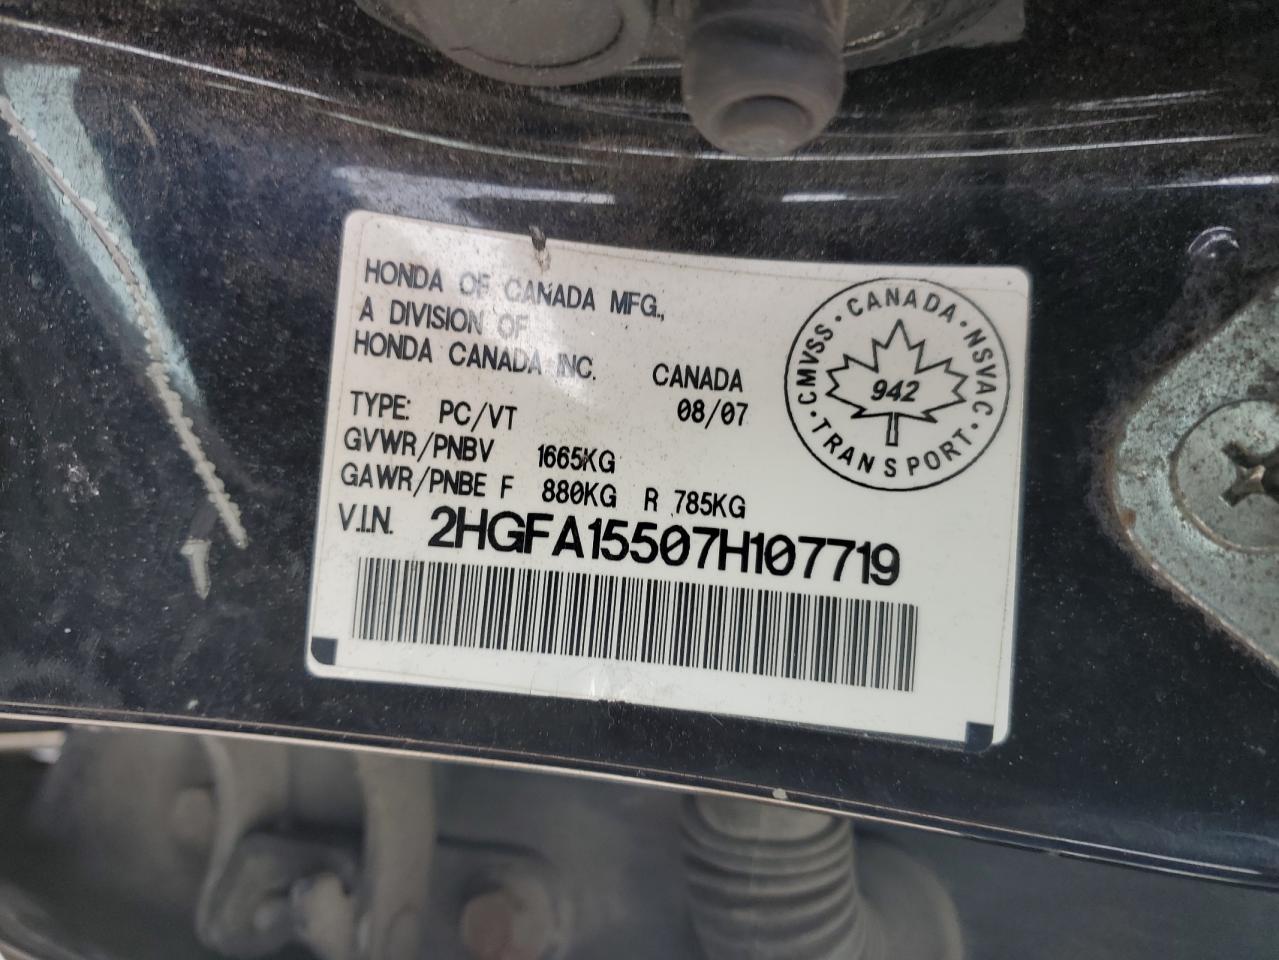 HONDA OF CANADA MFG.,
A DIVISION OF
HONDA CANADA INC. CANADA
TYPE: PC/VT 08/07
GVWR/PNBV 1665KG
GAWR/PNBE F 880KG R 785KG
V.I.N. 2HGFA15507H107719
CMVSS · CANADA · NSVAC · TRANSPORT ·
942